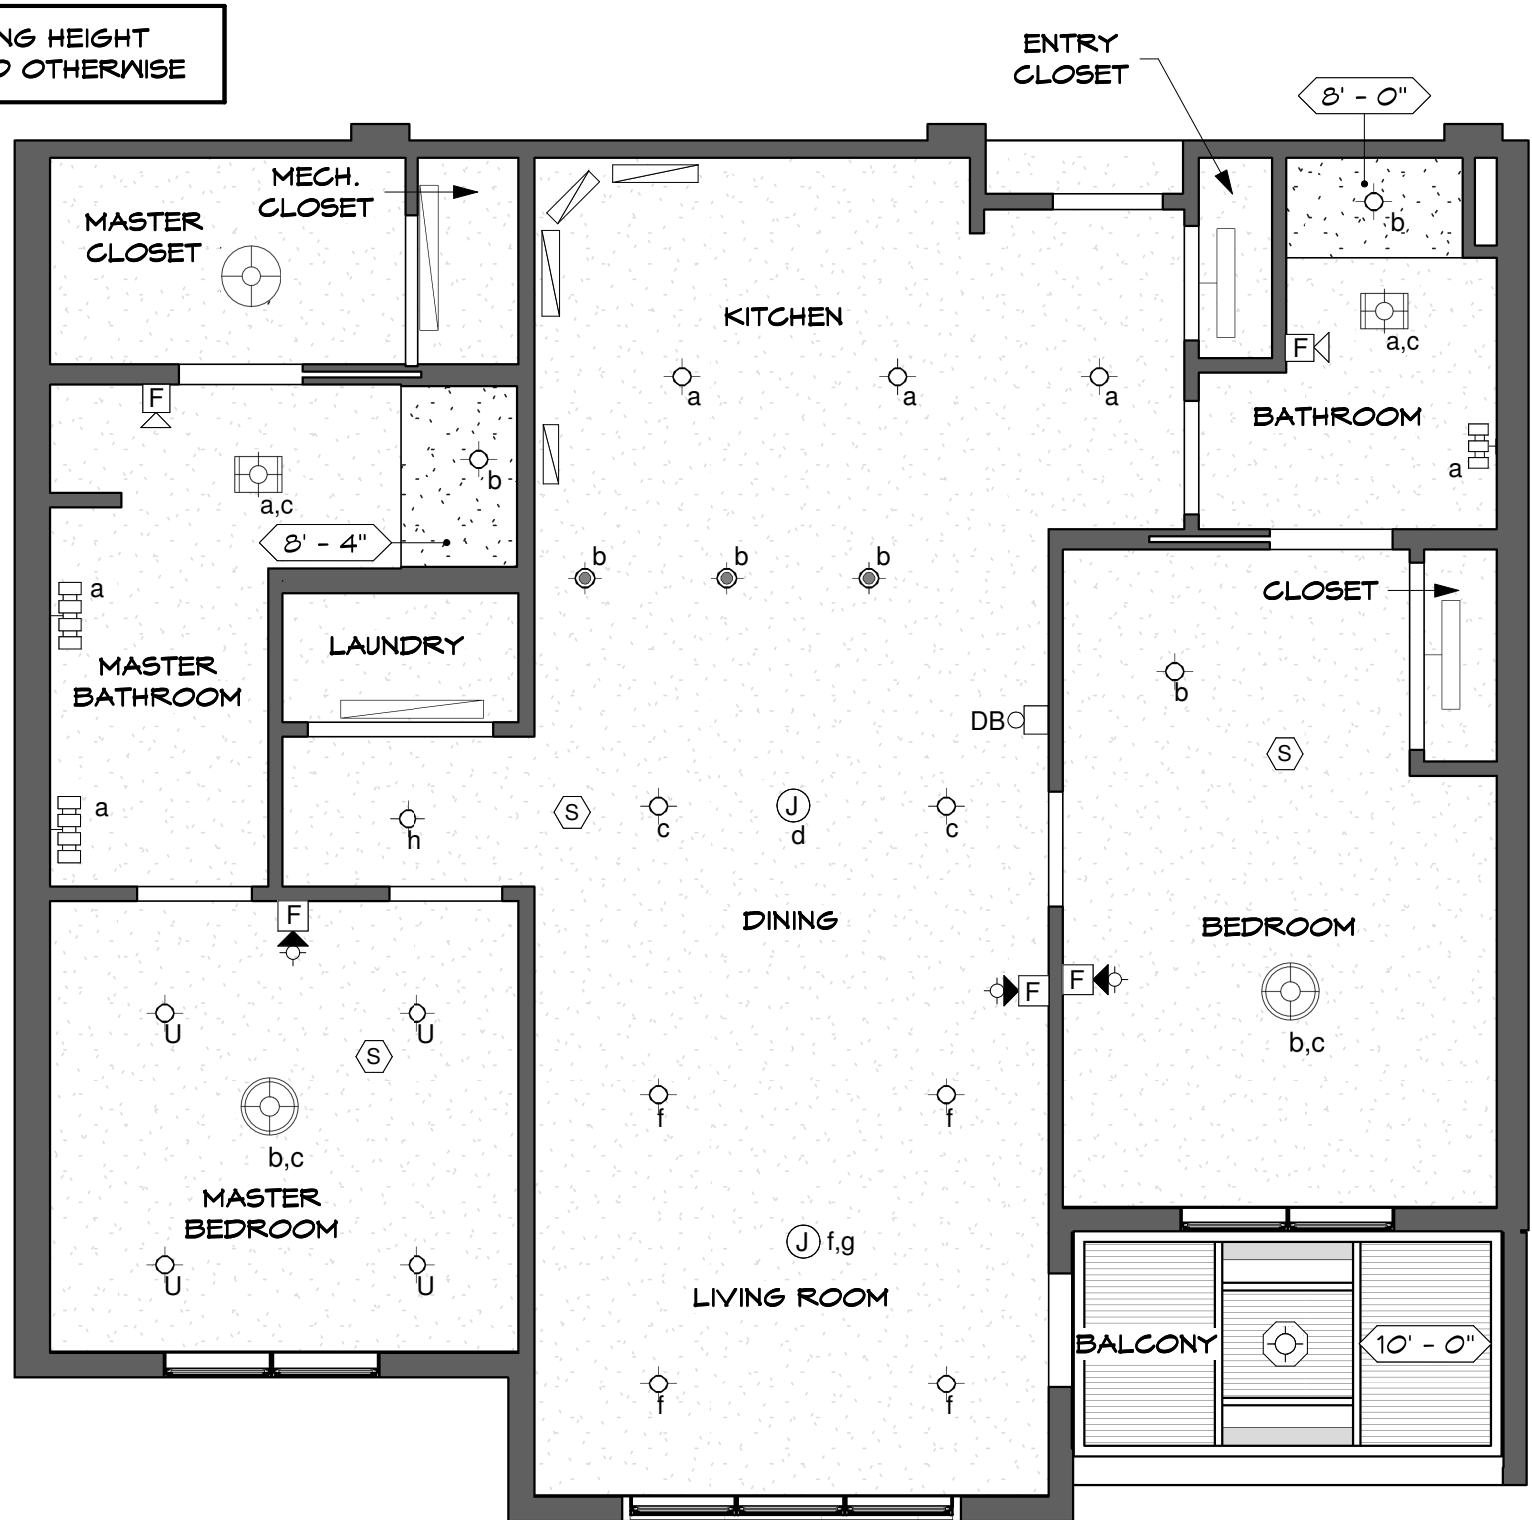 NG HEIGHT
D OTHERWISE
ENTRY
CLOSET
8' - 0"
MECH.
CLOSET
MASTER
CLOSET
b
KITCHEN
a,c
F
a
a
a
F
BATHROOM
b
a
a,c
8' - 4"
b
b
b
a
CLOSET
LAUNDRY
MASTER
BATHROOM
b
DB
S
a
h
S
c
J
d
c
DINING
BEDROOM
F
F
F
U
U
S
b,c
b,c
f
f
MASTER
BEDROOM
J
f,g
U
U
LIVING ROOM
BALCONY
10' - 0"
f
f